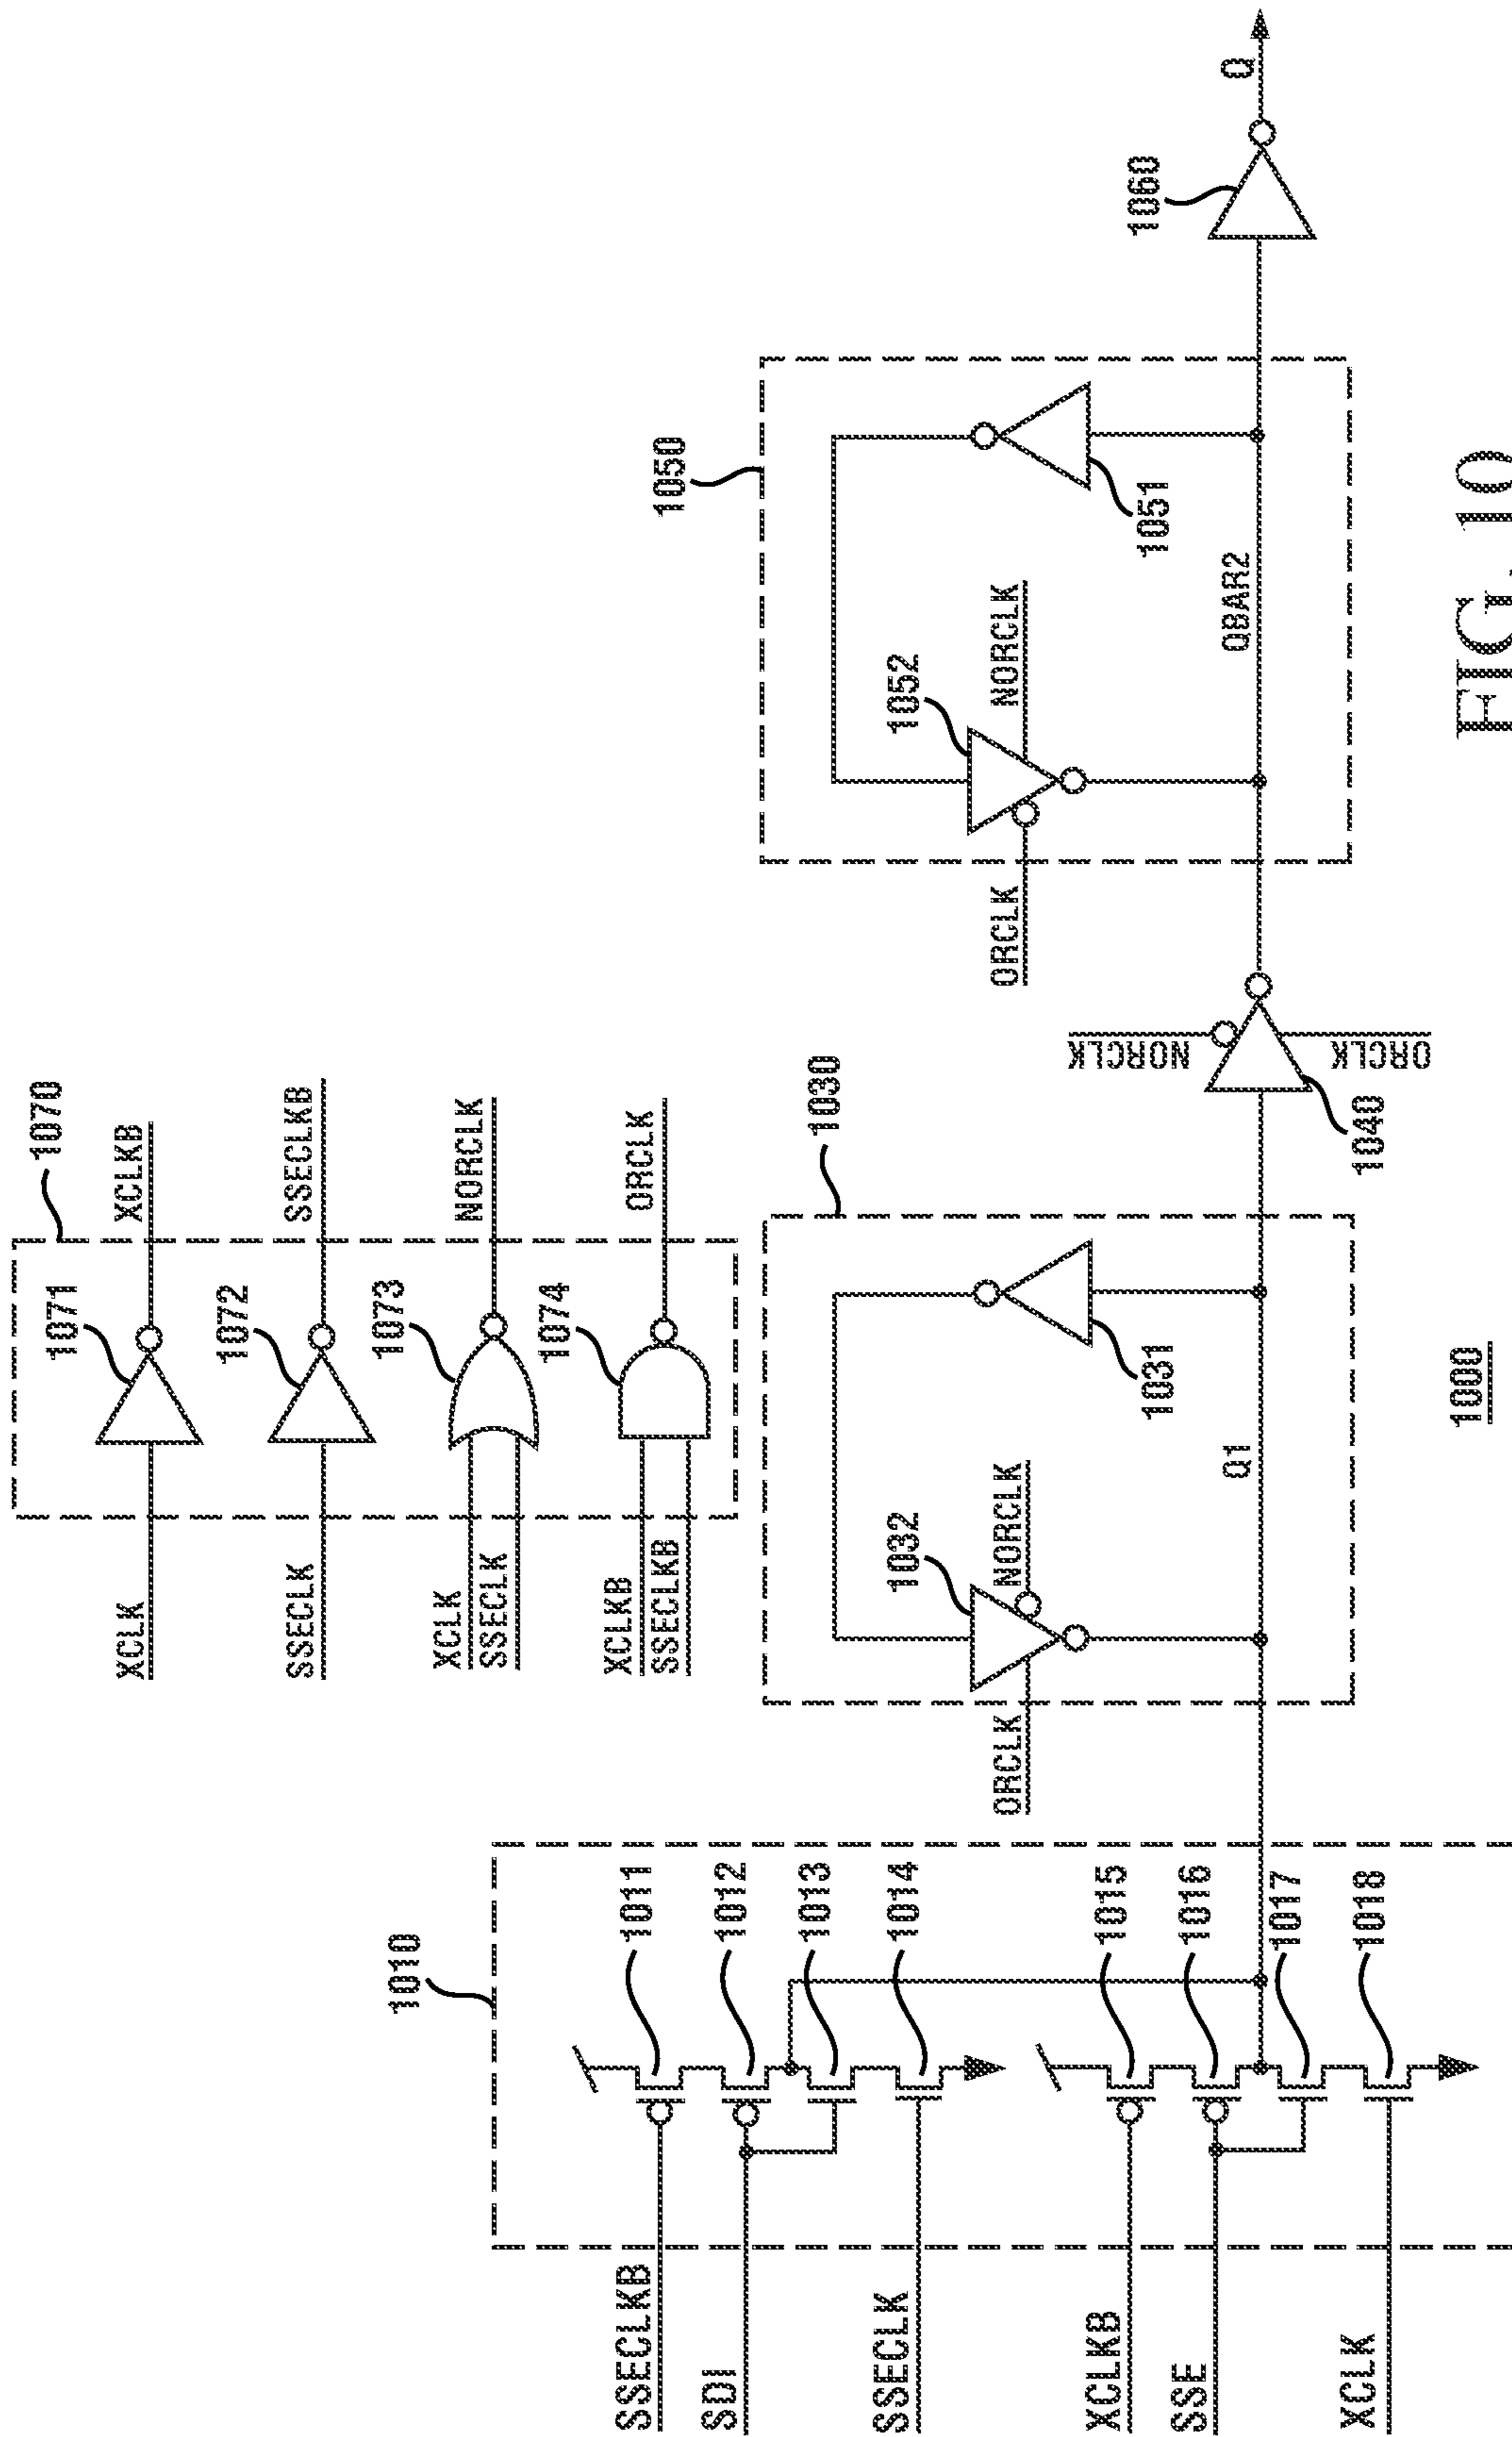 1070
XCLK
1071
XCLKB
SSECLK
1072
SSECLKB
XCLK
SSECLK
1073
NORCLK
XCLKB
SSECLKB
1074
ORCLK
1010
SSECLKB
1011
SDI
1012
1013
SSECLK
1014
XCLKB
1015
SSE
1016
1017
XCLK
1018
1030
ORCLK
1032
NORCLK
1031
Q1
NORCLK
ORCLK
1040
1050
ORCLK
1052
NORCLK
1051
QBAR2
1060
Q
1000
FIG. 10